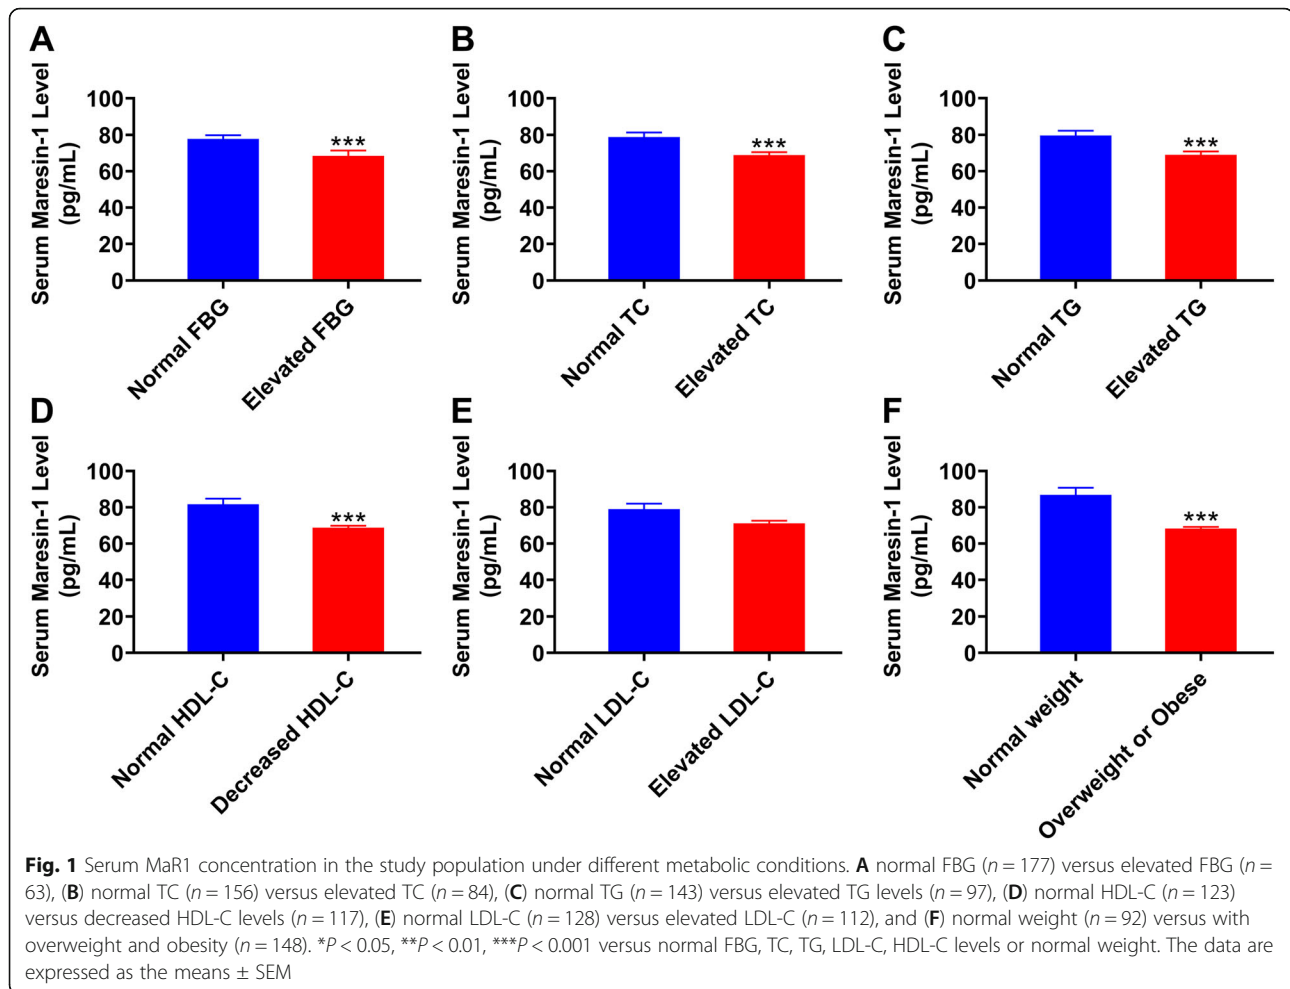 A
Serum Maresin-1 Level
(pg/mL)
100
80
60
40
20
0
***
Normal FBG
Elevated FBG
B
Serum Maresin-1 Level
(pg/mL)
100
80
60
40
20
0
***
Normal TC
Elevated TC
C
Serum Maresin-1 Level
(pg/mL)
100
80
60
40
20
0
***
Normal TG
Elevated TG
D
Serum Maresin-1 Level
(pg/mL)
100
80
60
40
20
0
***
Normal HDL-C
Decreased HDL-C
E
Serum Maresin-1 Level
(pg/mL)
100
80
60
40
20
0
Normal LDL-C
Elevated LDL-C
F
Serum Maresin-1 Level
(pg/mL)
100
80
60
40
20
0
***
Normal weight
Overweight or Obese
Fig. 1 Serum MaR1 concentration in the study population under different metabolic conditions. A normal FBG (n = 177) versus elevated FBG (n =
63), (B) normal TC (n = 156) versus elevated TC (n = 84), (C) normal TG (n = 143) versus elevated TG levels (n = 97), (D) normal HDL-C (n = 123)
versus decreased HDL-C levels (n = 117), (E) normal LDL-C (n = 128) versus elevated LDL-C (n = 112), and (F) normal weight (n = 92) versus with
overweight and obesity (n = 148). *P < 0.05, **P < 0.01, ***P < 0.001 versus normal FBG, TC, TG, LDL-C, HDL-C levels or normal weight. The data are
expressed as the means ± SEM